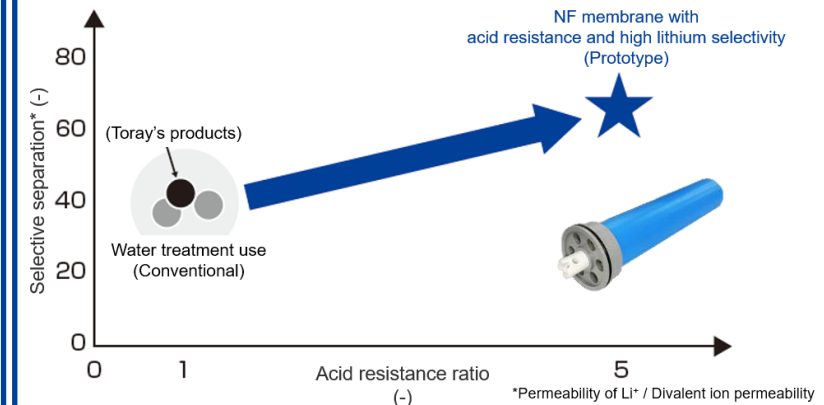 NF membrane with
acid resistance and high lithium selectivity
(Prototype)
80
60
40
20
0
Selective separation* (-)
(Toray's products)
Water treatment use
(Conventional)
0
1
5
Acid resistance ratio
(-)
*Permeability of Li⁺ / Divalent ion permeability